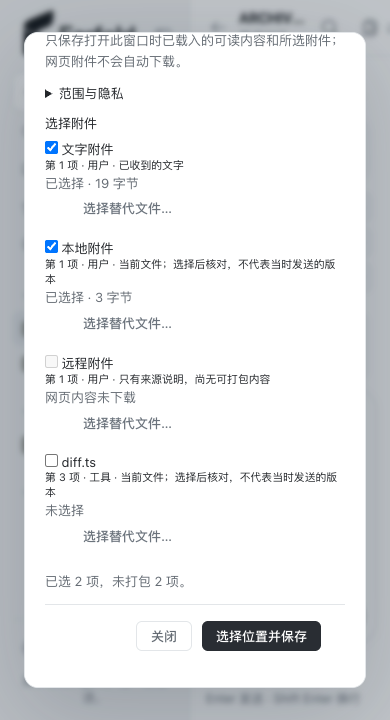 ARCHIV...
只保存打开此窗口时已载入的可读内容和所选附件；
网页附件不会自动下载。
▶ 范围与隐私
选择附件
文字附件
第 1 项 · 用户 · 已收到的文字
已选择 · 19 字节
选择替代文件...
本地附件
第 1 项 · 用户 · 当前文件；选择后核对，不代表当时发送的版
本
已选择 · 3 字节
选择替代文件...
远程附件
第 1 项 · 用户 · 只有来源说明，尚无可打包内容
网页内容未下载
选择替代文件...
diff.ts
第 3 项 · 工具 · 当前文件；选择后核对，不代表当时发送的版
本
未选择
选择替代文件...
已选 2 项，未打包 2 项。
关闭
选择位置并保存